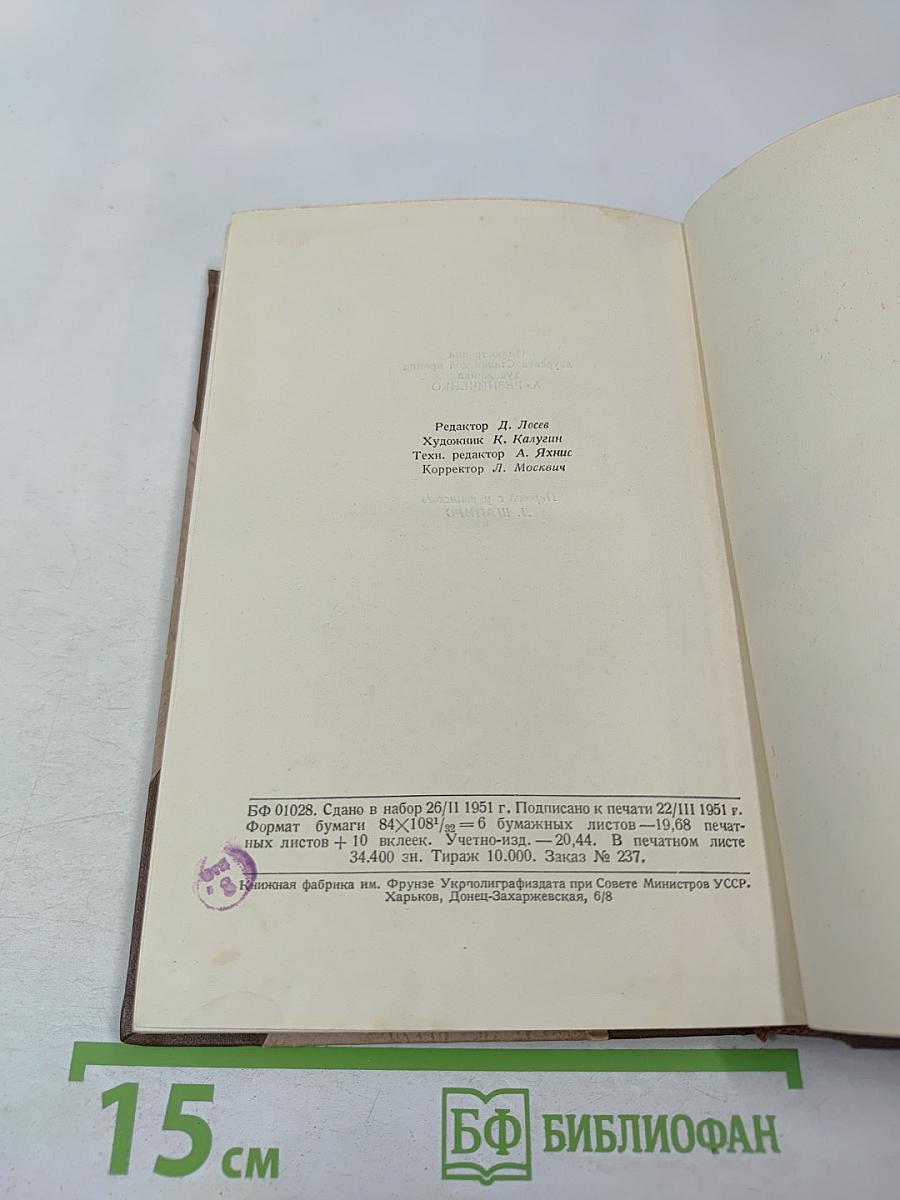 Редактор Д. Лосев
Художник К. Калугин
Техн. редактор А. Яхнис
Корректор Л. Москвич
БФ 01028. Сдано в набор 26/II 1951 г. Подписано к печати 22/III 1951 г.
Формат бумаги 84×108¹/₃₂ = 6 бумажных листов —19,68 печат-
ных листов + 10 вклеек. Учетно-изд. — 20,44. В печатном листе
34.400 зн. Тираж 10.000. Заказ № 237.
Книжная фабрика им. Фрунзе Укрполиграфиздата при Совете Министров УССР.
Харьков, Донец-Захаржевская, 6/8
15 см
БФ БИБЛИОФАН